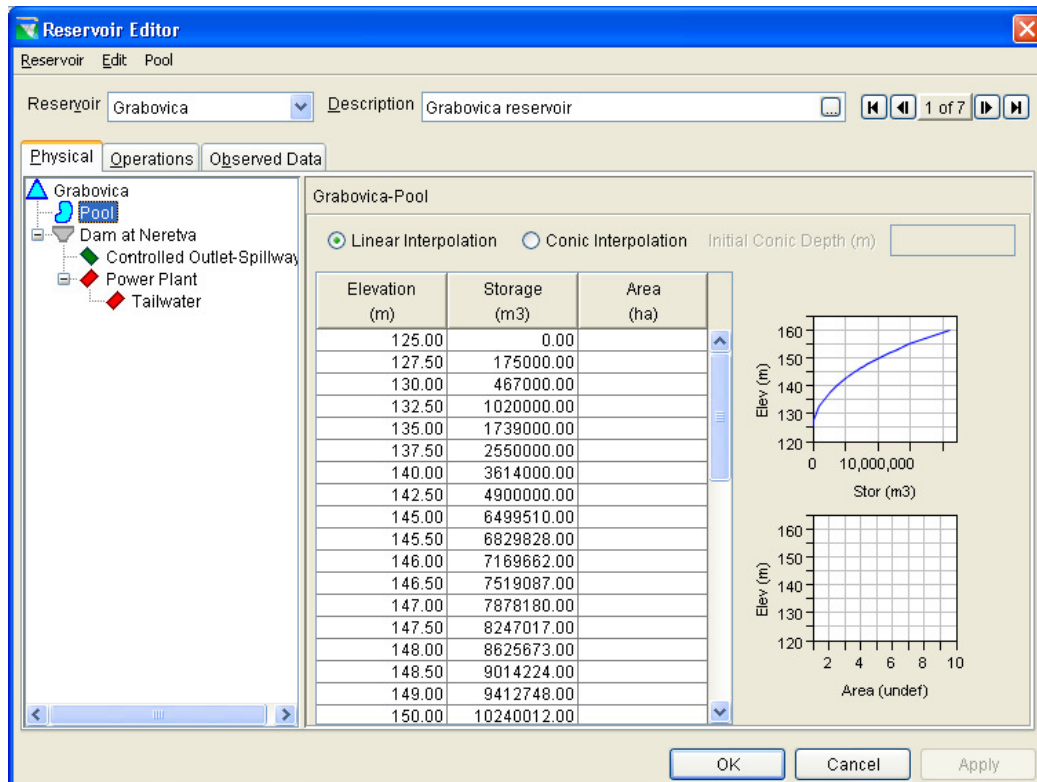 Reservoir Editor
Reservoir Edit Pool
Reservoir Grabovica Description Grabovica reservoir ... 1 of 7
Physical Operations Observed Data
Grabovica
Pool
Dam at Neretva
Controlled Outlet-Spillway
Power Plant
Tailwater
Grabovica-Pool
Linear Interpolation Conic Interpolation Initial Conic Depth (m)
Elevation Storage Area
(m) (m3) (ha)
125.00 0.00
127.50 175000.00
130.00 467000.00
132.50 1020000.00
135.00 1739000.00
137.50 2550000.00
140.00 3614000.00
142.50 4900000.00
145.00 6499510.00
145.50 6829828.00
146.00 7169662.00
146.50 7519087.00
147.00 7878180.00
147.50 8247017.00
148.00 8625673.00
148.50 9014224.00
149.00 9412748.00
150.00 10240012.00
160
150
140
130
120
Elev (m)
0 10,000,000
Stor (m3)
160
150
140
130
120
Elev (m)
2 4 6 8 10
Area (undef)
OK Cancel Apply